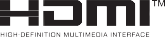 HDMI™
HIGH DEFINITION MULTIMEDIA INTERFACE